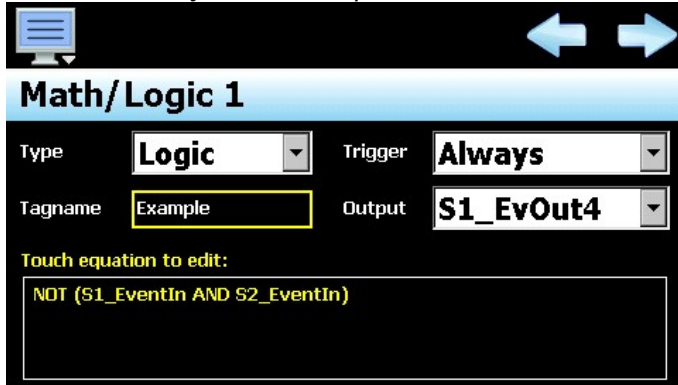 Math/Logic 1
Type Logic Trigger Always
Tagname Example Output S1_EvOut4
Touch equation to edit:
NOT (S1_EventIn AND S2_EventIn)